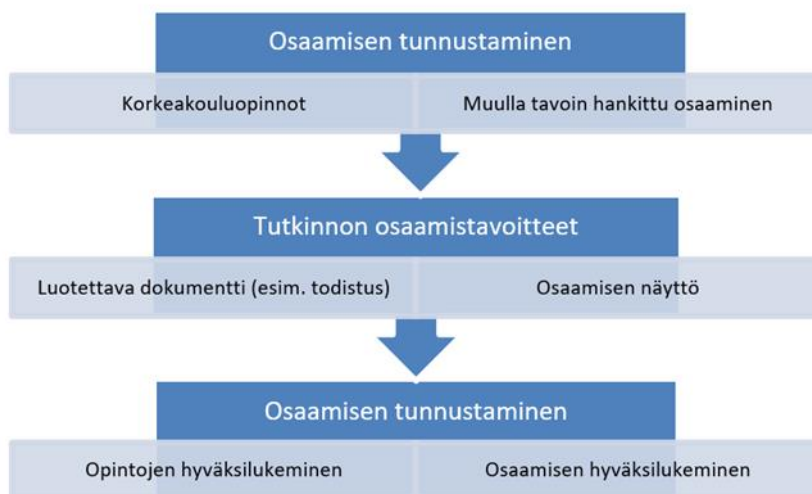 Osaamisen tunnustaminen
Korkeakouluopinnot
Muulla tavoin hankittu osaaminen
Tutkinnon osaamistavoitteet
Luotettava dokumentti (esim. todistus)
Osaamisen näyttö
Osaamisen tunnustaminen
Opintojen hyväksilukeminen
Osaamisen hyväksilukeminen